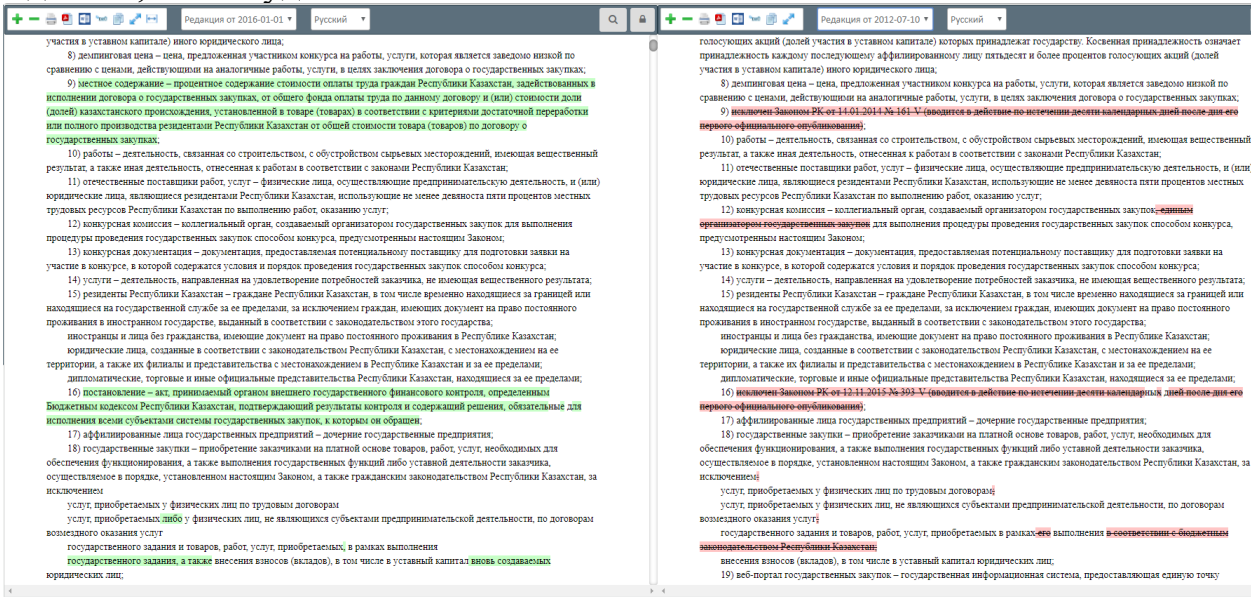 Редакция от 2016-01-01
Русский
Редакция от 2012-07-10
Русский
участия в уставном капитале) иного юридического лица;
8) демпинговая цена – цена, предложенная участником конкурса на работы, услуги, которая является заведомо низкой по
сравнению с ценами, действующими на аналогичные работы, услуги, в целях заключения договора о государственных закупках;
9) местное содержание – процентное содержание стоимости оплаты труда граждан Республики Казахстан, задействованных в
исполнении договора о государственных закупках, от общего фонда оплаты труда по данному договору и (или) стоимости доли
(долей) казахстанского происхождения, установленной в товаре (товарах) в соответствии с критериями достаточной переработки
или полного производства резидентами Республики Казахстан от общей стоимости товара (товаров) по договору о
государственных закупках;
10) работы – деятельность, связанная со строительством, с обустройством сырьевых месторождений, имеющая вещественный
результат, а также иная деятельность, отнесенная к работам в соответствии с законами Республики Казахстан;
11) отечественные поставщики работ, услуг – физические лица, осуществляющие предпринимательскую деятельность, и (или)
юридические лица, являющиеся резидентами Республики Казахстан, использующие не менее девяноста пяти процентов местных
трудовых ресурсов Республики Казахстан по выполнению работ, оказанию услуг;
12) конкурсная комиссия – коллегиальный орган, создаваемый организатором государственных закупок для выполнения
процедуры проведения государственных закупок способом конкурса, предусмотренным настоящим Законом;
13) конкурсная документация – документация, предоставляемая потенциальному поставщику для подготовки заявки на
участие в конкурсе, в которой содержатся условия и порядок проведения государственных закупок способом конкурса;
14) услуги – деятельность, направленная на удовлетворение потребностей заказчика, не имеющая вещественного результата;
15) резиденты Республики Казахстан – граждане Республики Казахстан, в том числе временно находящиеся за границей или
находящиеся на государственной службе за ее пределами, за исключением граждан, имеющих документ на право постоянного
проживания в иностранном государстве, выданный в соответствии с законодательством этого государства;
иностранцы и лица без гражданства, имеющие документ на право постоянного проживания в Республике Казахстан;
юридические лица, созданные в соответствии с законодательством Республики Казахстан, с местонахождением на ее
территории, а также их филиалы и представительства с местонахождением в Республике Казахстан и за ее пределами;
дипломатические, торговые и иные официальные представительства Республики Казахстан, находящиеся за ее пределами;
16) постановление – акт, принимаемый органом внешнего государственного финансового контроля, определенным
Бюджетным кодексом Республики Казахстан, подтверждающий результаты контроля и содержащий решения, обязательные для
исполнения всеми субъектами системы государственных закупок, к которым он обращен;
17) аффилиированные лица государственных предприятий – дочерние государственные предприятия;
18) государственные закупки – приобретение заказчиками на платной основе товаров, работ, услуг, необходимых для
обеспечения функционирования, а также выполнения государственных функций либо уставной деятельности заказчика,
осуществляемое в порядке, установленном настоящим Законом, а также гражданским законодательством Республики Казахстан, за
исключением
услуг, приобретаемых у физических лиц по трудовым договорам
услуг, приобретаемых либо у физических лиц, не являющихся субъектами предпринимательской деятельности, по договорам
возмездного оказания услуг
государственного задания и товаров, работ, услуг, приобретаемых, в рамках выполнения
государственного задания, а также внесения взносов (вкладов), в том числе в уставный капитал вновь создаваемых
юридических лиц;
голосующих акций (долей участия в уставном капитале) которых принадлежат государству. Косвенная принадлежность означает
принадлежность каждому последующему аффилиированному лицу пятьдесят и более процентов голосующих акций (долей
участия в уставном капитале) иного юридического лица;
8) демпинговая цена – цена, предложенная участником конкурса на работы, услуги, которая является заведомо низкой по
сравнению с ценами, действующими на аналогичные работы, услуги, в целях заключения договора о государственных закупках;
9) исключен Законом РК от 14.01.2014 № 161-V (вводится в действие по истечении десяти календарных дней после дня его
первого официального опубликования);
10) работы – деятельность, связанная со строительством, с обустройством сырьевых месторождений, имеющая вещественный
результат, а также иная деятельность, отнесенная к работам в соответствии с законами Республики Казахстан;
11) отечественные поставщики работ, услуг – физические лица, осуществляющие предпринимательскую деятельность, и (или)
юридические лица, являющиеся резидентами Республики Казахстан, использующие не менее девяноста пяти процентов местных
трудовых ресурсов Республики Казахстан по выполнению работ, оказанию услуг;
12) конкурсная комиссия – коллегиальный орган, создаваемый организатором государственных закупок, единым
организатором государственных закупок для выполнения процедуры проведения государственных закупок способом конкурса,
предусмотренным настоящим Законом;
13) конкурсная документация – документация, предоставляемая потенциальному поставщику для подготовки заявки на
участие в конкурсе, в которой содержатся условия и порядок проведения государственных закупок способом конкурса;
14) услуги – деятельность, направленная на удовлетворение потребностей заказчика, не имеющая вещественного результата;
15) резиденты Республики Казахстан – граждане Республики Казахстан, в том числе временно находящиеся за границей или
находящиеся на государственной службе за ее пределами, за исключением граждан, имеющих документ на право постоянного
проживания в иностранном государстве, выданный в соответствии с законодательством этого государства;
иностранцы и лица без гражданства, имеющие документ на право постоянного проживания в Республике Казахстан;
юридические лица, созданные в соответствии с законодательством Республики Казахстан, с местонахождением на ее
территории, а также их филиалы и представительства с местонахождением в Республике Казахстан и за ее пределами;
дипломатические, торговые и иные официальные представительства Республики Казахстан, находящиеся за ее пределами;
16) исключен Законом РК от 12.11.2015 № 393-V (вводится в действие по истечении десяти календарных дней после дня его
первого официального опубликования);
17) аффилиированные лица государственных предприятий – дочерние государственные предприятия;
18) государственные закупки – приобретение заказчиками на платной основе товаров, работ, услуг, необходимых для
обеспечения функционирования, а также выполнения государственных функций либо уставной деятельности заказчика,
осуществляемое в порядке, установленном настоящим Законом, а также гражданским законодательством Республики Казахстан, за
исключением:
услуг, приобретаемых у физических лиц по трудовым договорам;
услуг, приобретаемых у физических лиц, не являющихся субъектами предпринимательской деятельности, по договорам
возмездного оказания услуг;
государственного задания и товаров, работ, услуг, приобретаемых в рамках его выполнения в соответствии с бюджетным
законодательством Республики Казахстан;
внесения взносов (вкладов), в том числе в уставный капитал юридических лиц;
19) веб-портал государственных закупок – государственная информационная система, предоставляющая единую точку